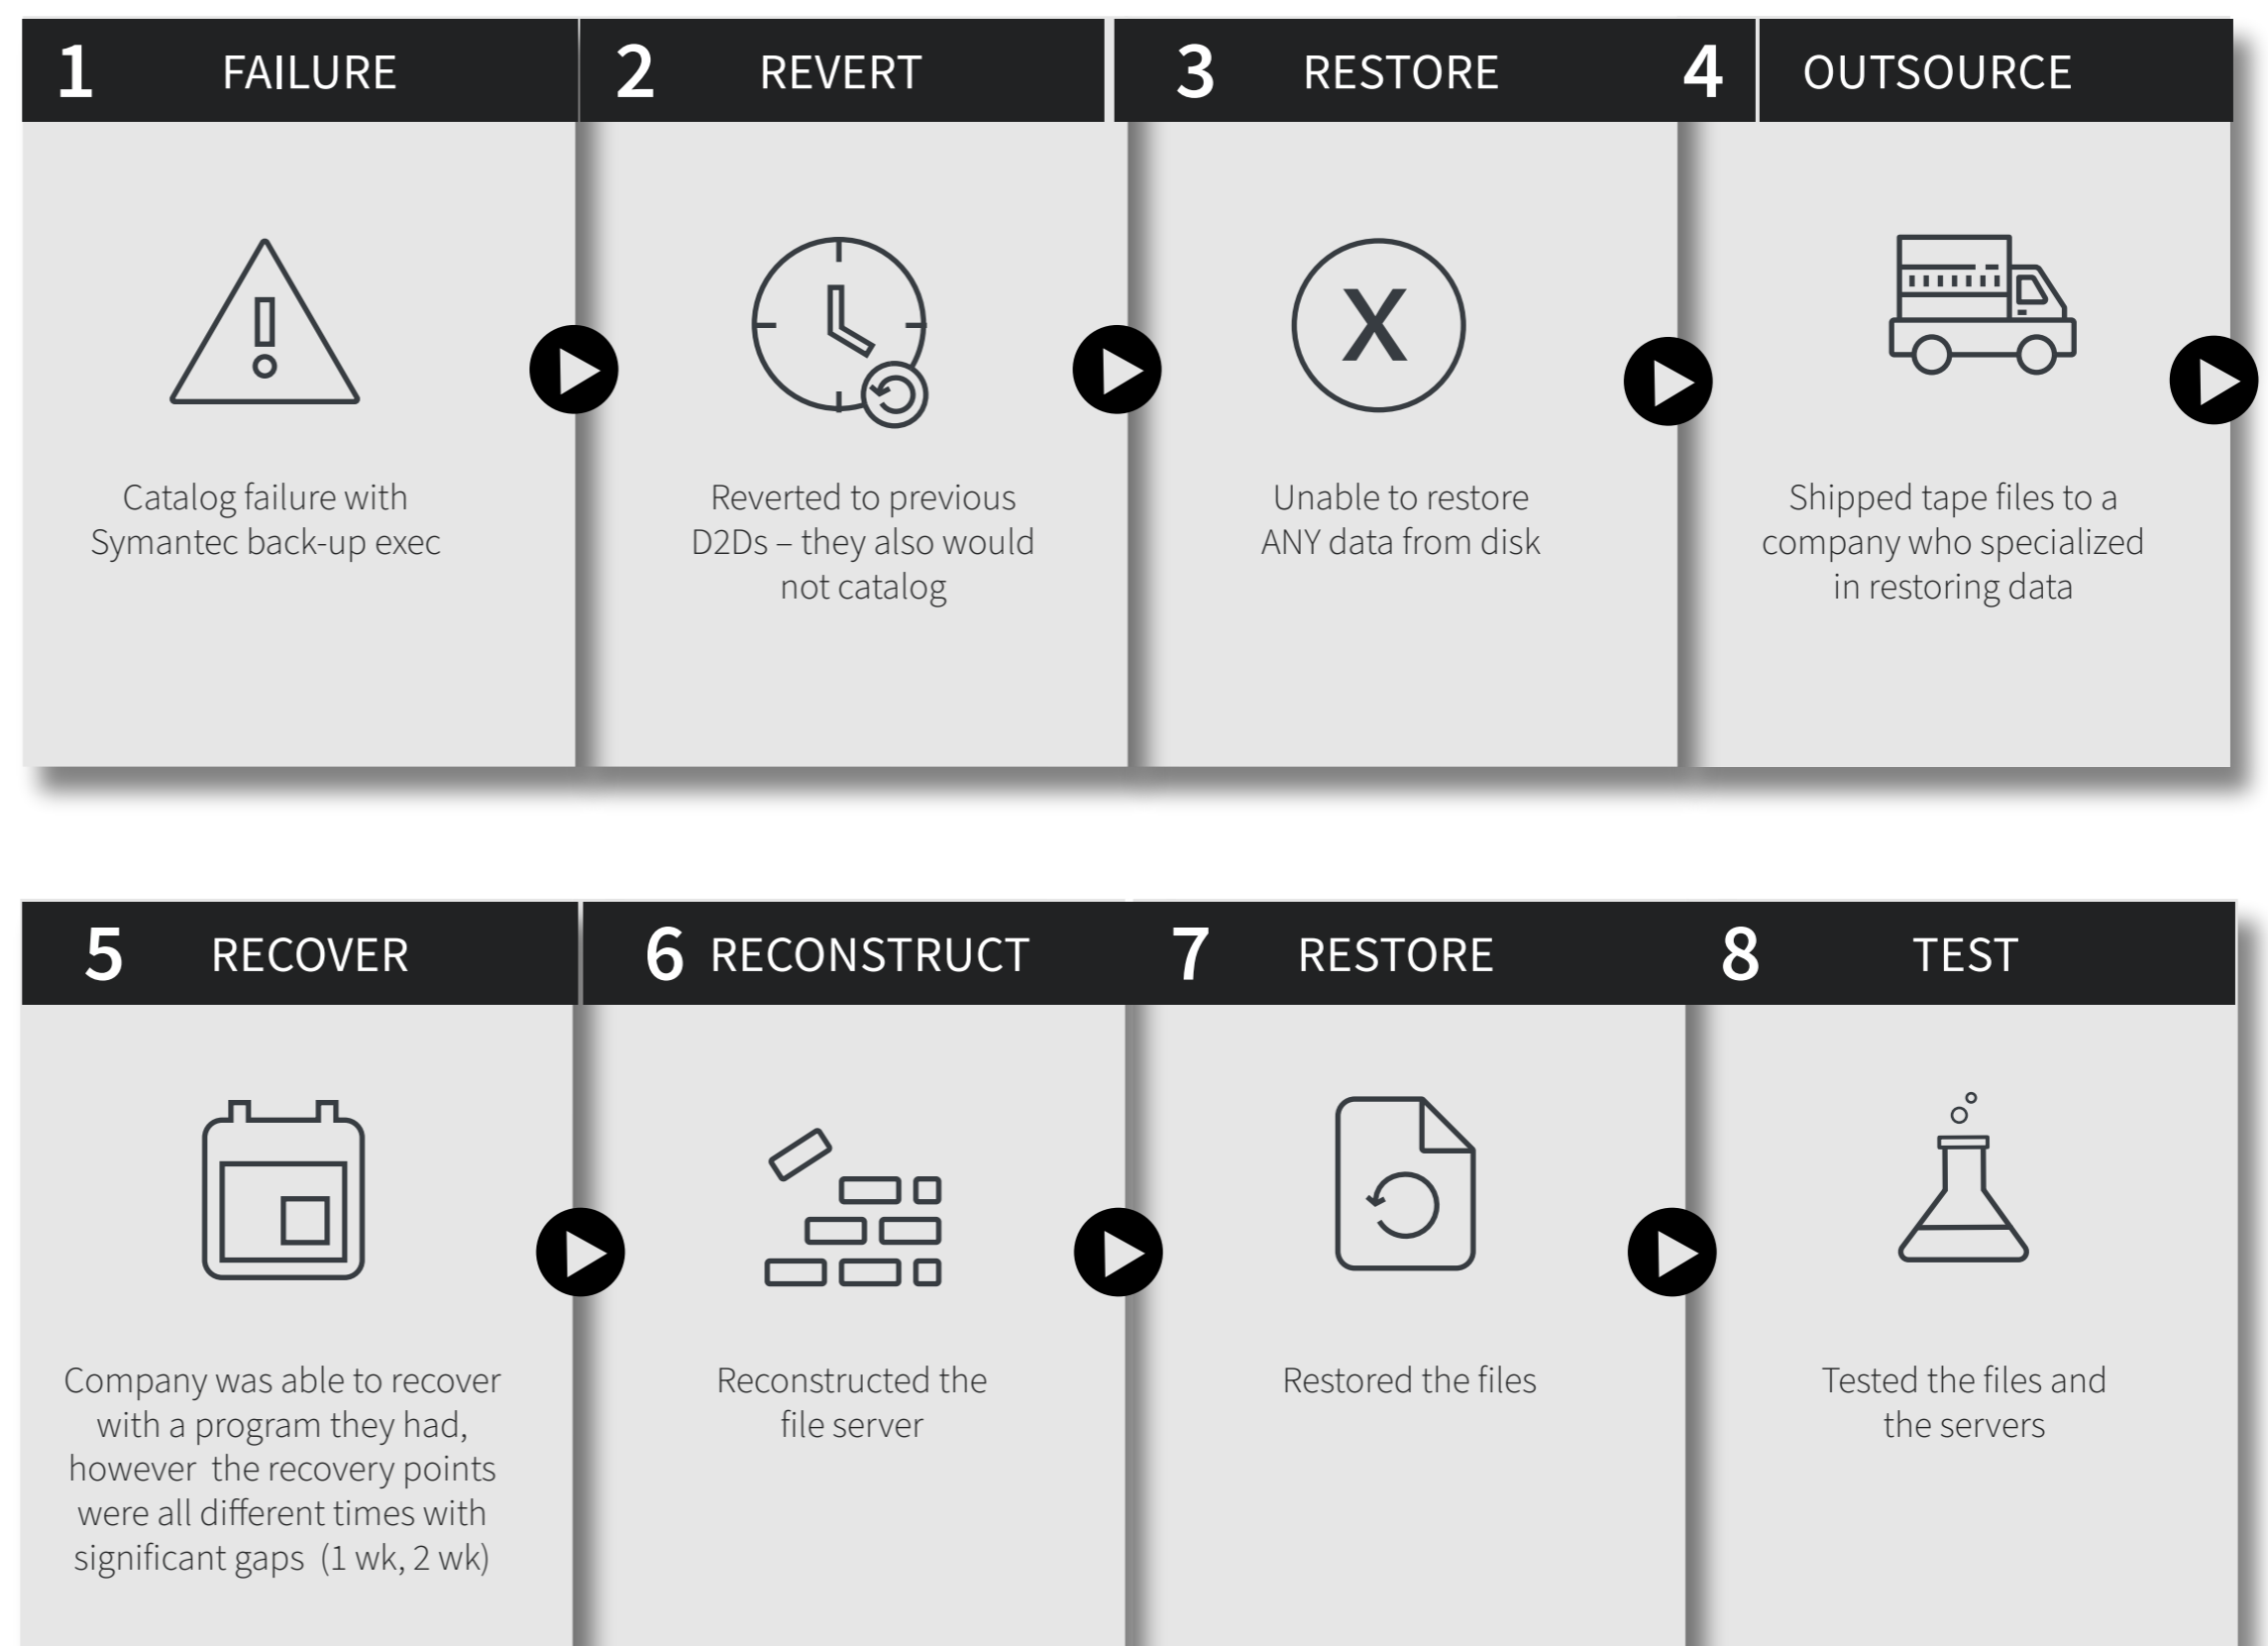 1 FAILURE
2 REVERT
3 RESTORE
4 OUTSOURCE
Catalog failure with
Symantec back-up exec
Reverted to previous
D2Ds – they also would
not catalog
X
Unable to restore
ANY data from disk
Shipped tape files to a
company who specialized
in restoring data
5 RECOVER
6 RECONSTRUCT
7 RESTORE
8 TEST
Company was able to recover
with a program they had,
however the recovery points
were all different times with
significant gaps (1 wk, 2 wk)
Reconstructed the
file server
Restored the files
Tested the files and
the servers